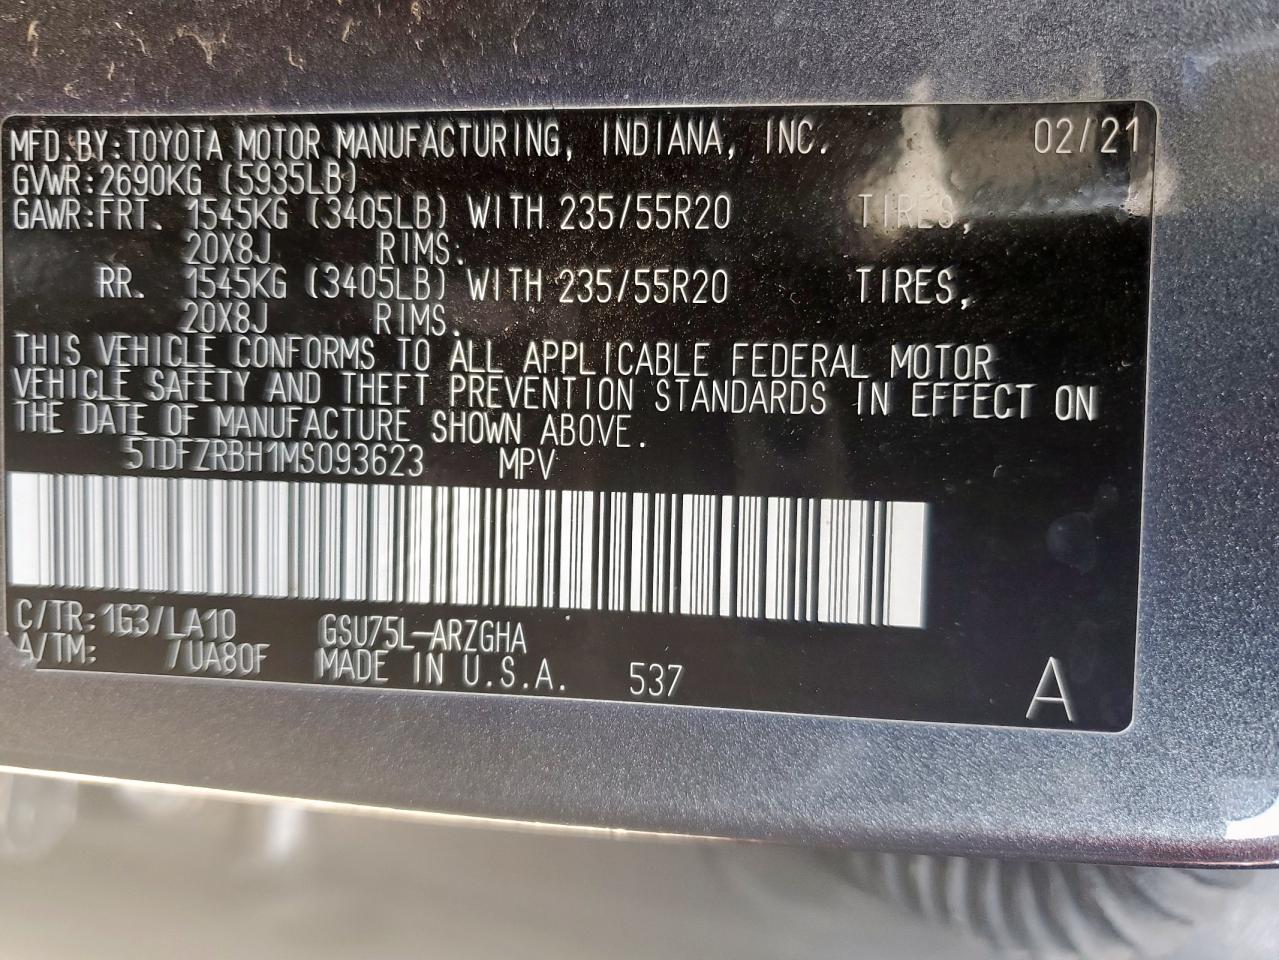 MFD.BY:TOYOTA MOTOR MANUFACTURING, INDIANA, INC. 02/21
GVWR:2690KG (5935LB)
GAWR:FRT. 1545KG (3405LB) WITH 235/55R20 TIRES,
20X8J RIMS.
RR. 1545KG (3405LB) WITH 235/55R20 TIRES,
20X8J RIMS.
THIS VEHICLE CONFORMS TO ALL APPLICABLE FEDERAL MOTOR
VEHICLE SAFETY AND THEFT PREVENTION STANDARDS IN EFFECT ON
THE DATE OF MANUFACTURE SHOWN ABOVE.
5TDFZRBH1MS093623 MPV
C/TR:1G3/LA10 GSU75L-ARZGHA
A/TM: /UA80F MADE IN U.S.A. 537 A